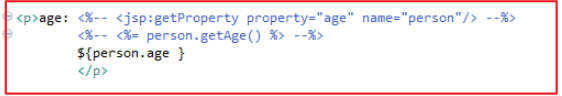 <p>age: <%-- <jsp:getProperty property="age" name="person"/> --%>
<%-- <%= person.getAge() %> --%>
${person.age }
</p>